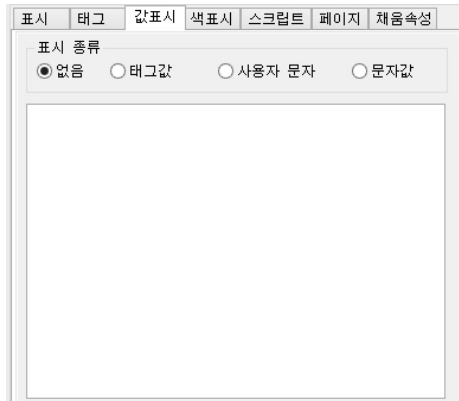 표시 태그 값표시 색표시 스크립트 페이지 채움속성
표시 종류
없음 태그값 사용자 문자 문자값